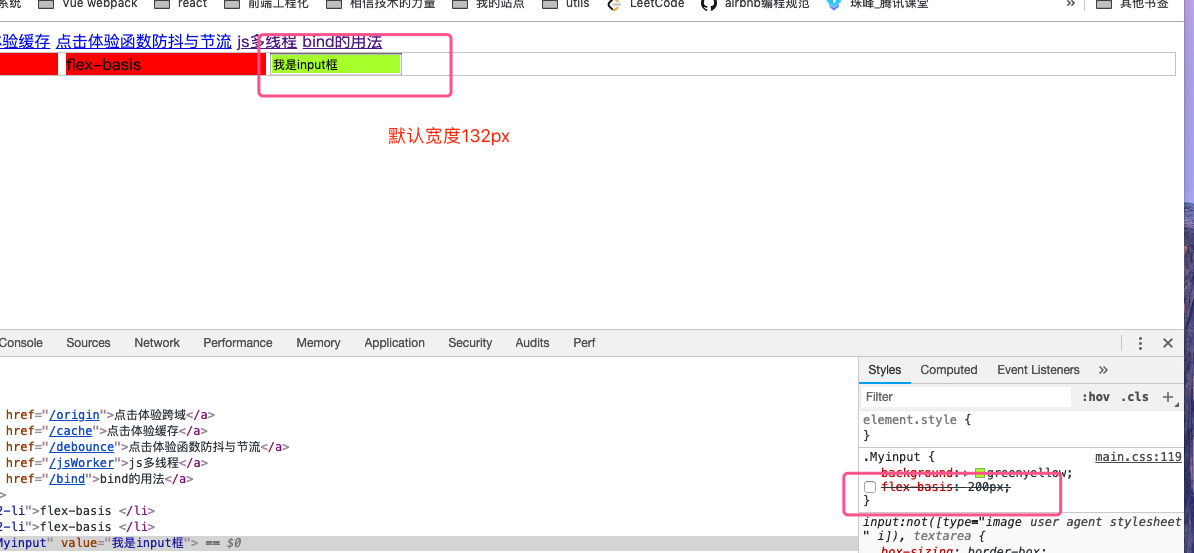 系统 Vue webpack react 前端工程化 相信技术的力量 我的站点 utils LeetCode airbnb编程规范 珠峰_腾讯课堂 » 其他书签
体验缓存 点击体验函数防抖与节流 js多线程 bind的用法
flex-basis 我是input框
默认宽度132px
Console Sources Network Performance Memory Application Security Audits Perf
Styles Computed Event Listeners »
Filter :hov .cls +
element.style {
}
.Myinput { main.css:119
background: greenyellow;
flex-basis: 200px;
}
input:not([type="image user agent stylesheet
" i]), textarea {
box-sizing: border-box;
href="/origin">点击体验跨域</a>
href="/cache">点击体验缓存</a>
href="/debounce">点击体验函数防抖与节流</a>
href="/jsWorker">js多线程</a>
href="/bind">bind的用法</a>
>
2-li">flex-basis </li>
2-li">flex-basis </li>
Myinput" value="我是input框"> == $0